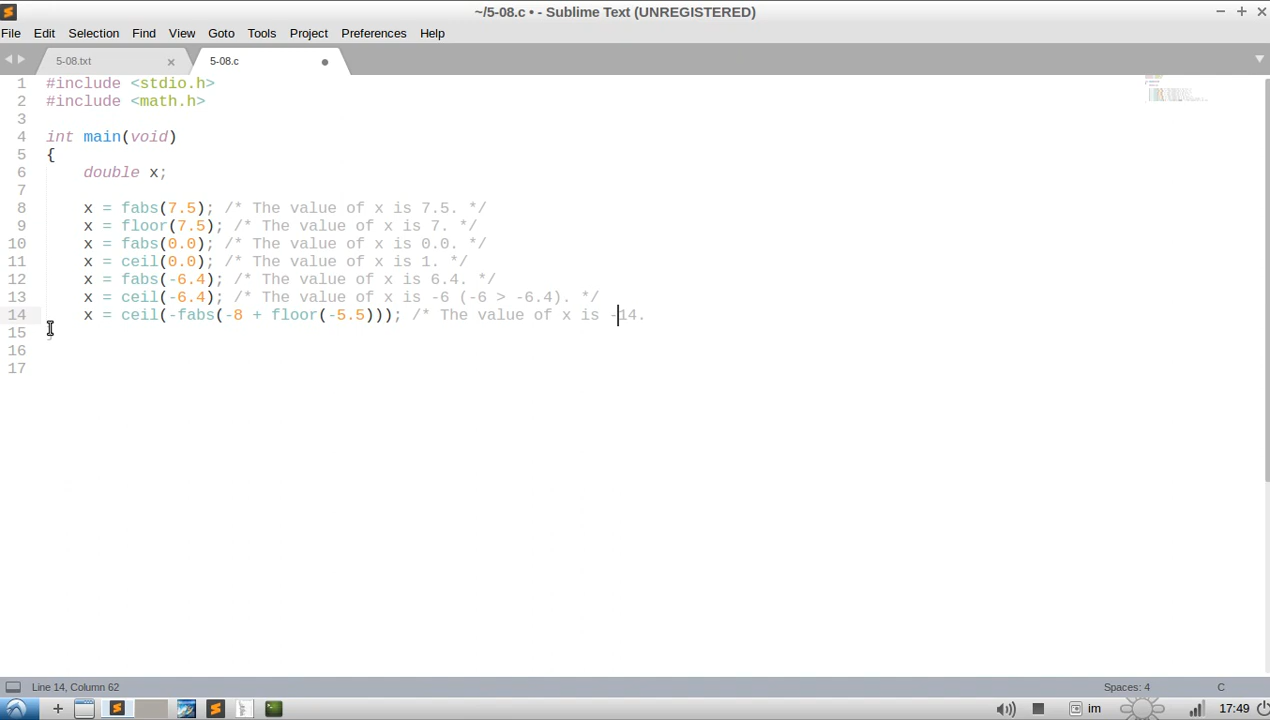 ~/5-08.c • - Sublime Text (UNREGISTERED)
File Edit Selection Find View Goto Tools Project Preferences Help
5-08.txt × 5-08.c
1 #include <stdio.h>
2 #include <math.h>
3
4 int main(void)
5 {
6 double x;
7
8 x = fabs(7.5); /* The value of x is 7.5. */
9 x = floor(7.5); /* The value of x is 7. */
10 x = fabs(0.0); /* The value of x is 0.0. */
11 x = ceil(0.0); /* The value of x is 1. */
12 x = fabs(-6.4); /* The value of x is 6.4. */
13 x = ceil(-6.4); /* The value of x is -6 (-6 > -6.4). */
14 x = ceil(-fabs(-8 + floor(-5.5))); /* The value of x is -14.
15 }
16
17
Line 14, Column 62 Spaces: 4 C
im 17:49